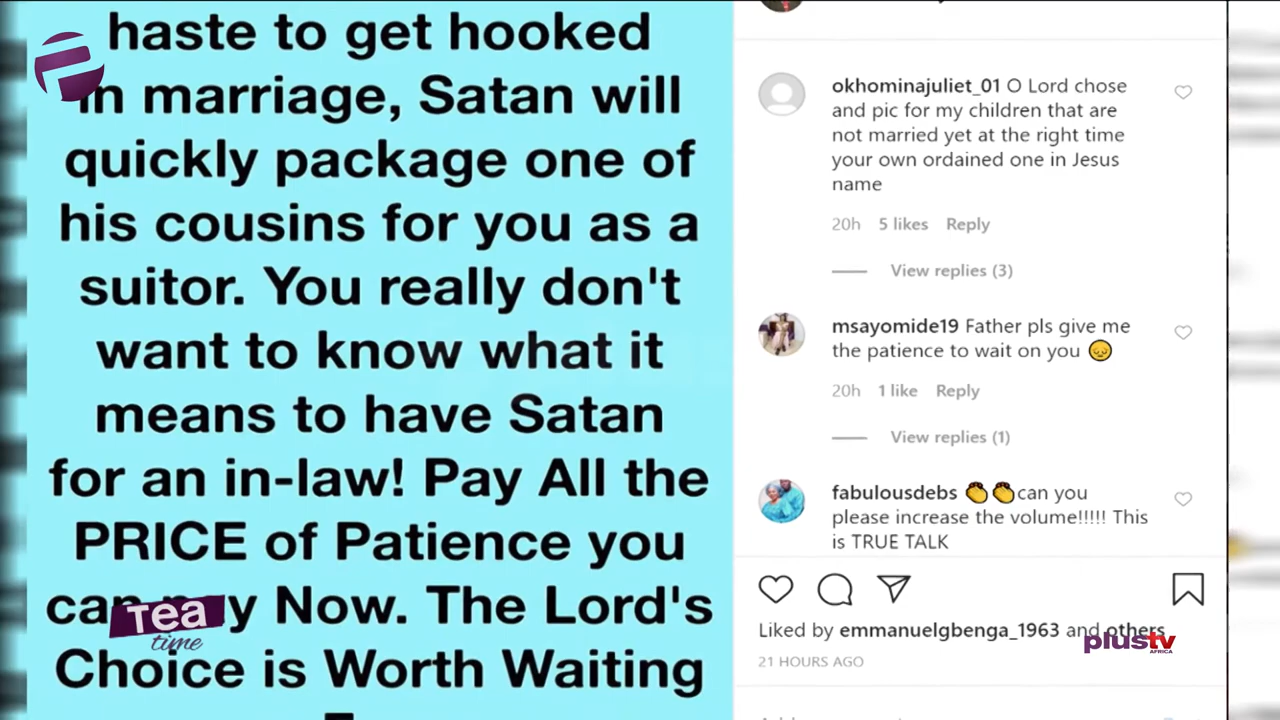 haste to get hooked
in marriage, Satan will
quickly package one of
his cousins for you as a
suitor. You really don't
want to know what it
means to have Satan
for an in-law! Pay All the
PRICE of Patience you
can pay Now. The Lord's
Choice is Worth Waiting
Tea
time
okhominajuliet_01 O Lord chose
and pic for my children that are
not married yet at the right time
your own ordained one in Jesus
name
20h 5 likes Reply
View replies (3)
msayomide19 Father pls give me
the patience to wait on you 😞
20h 1 like Reply
View replies (1)
fabulousdebs 👏👏can you
please increase the volume!!!!! This
is TRUE TALK
Liked by emmanuelgbenga_1963 and others
21 HOURS AGO
plustv
AFRICA